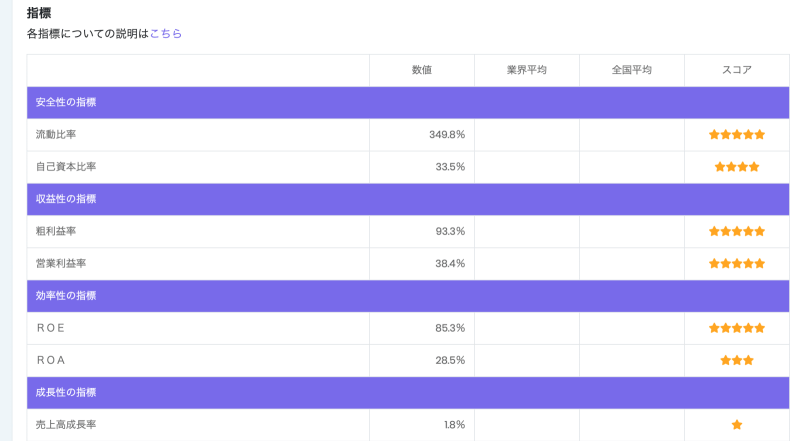 指標
各指標についての説明はこちら
数値 業界平均 全国平均 スコア
安全性の指標
流動比率 349.8% ★★★★★
自己資本比率 33.5% ★★★★
収益性の指標
粗利益率 93.3% ★★★★★
営業利益率 38.4% ★★★★★
効率性の指標
ＲＯＥ 85.3% ★★★★★
ＲＯＡ 28.5% ★★★
成長性の指標
売上高成長率 1.8% ★